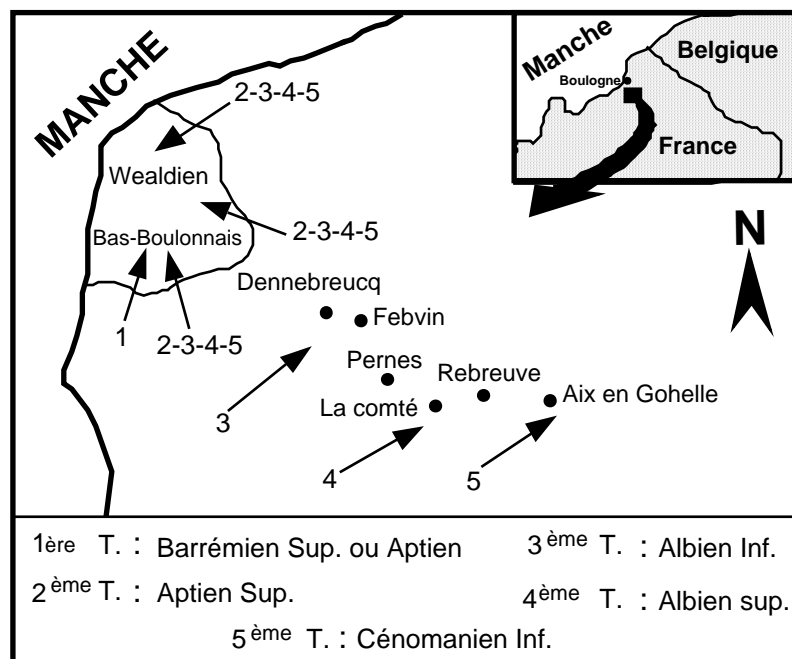 MANCHE
2-3-4-5
Wealdien
2-3-4-5
Bas-Boulonnais
1
2-3-4-5
Dennebreucq
Febvin
3
Pernes
Rebreuve
La comté
Aix en Gohelle
4
5
N
Manche
Belgique
Boulogne
France
1ère T. : Barrémien Sup. ou Aptien
3ème T. : Albien Inf.
2ème T. : Aptien Sup.
4ème T. : Albien sup.
5ème T. : Cénomanien Inf.